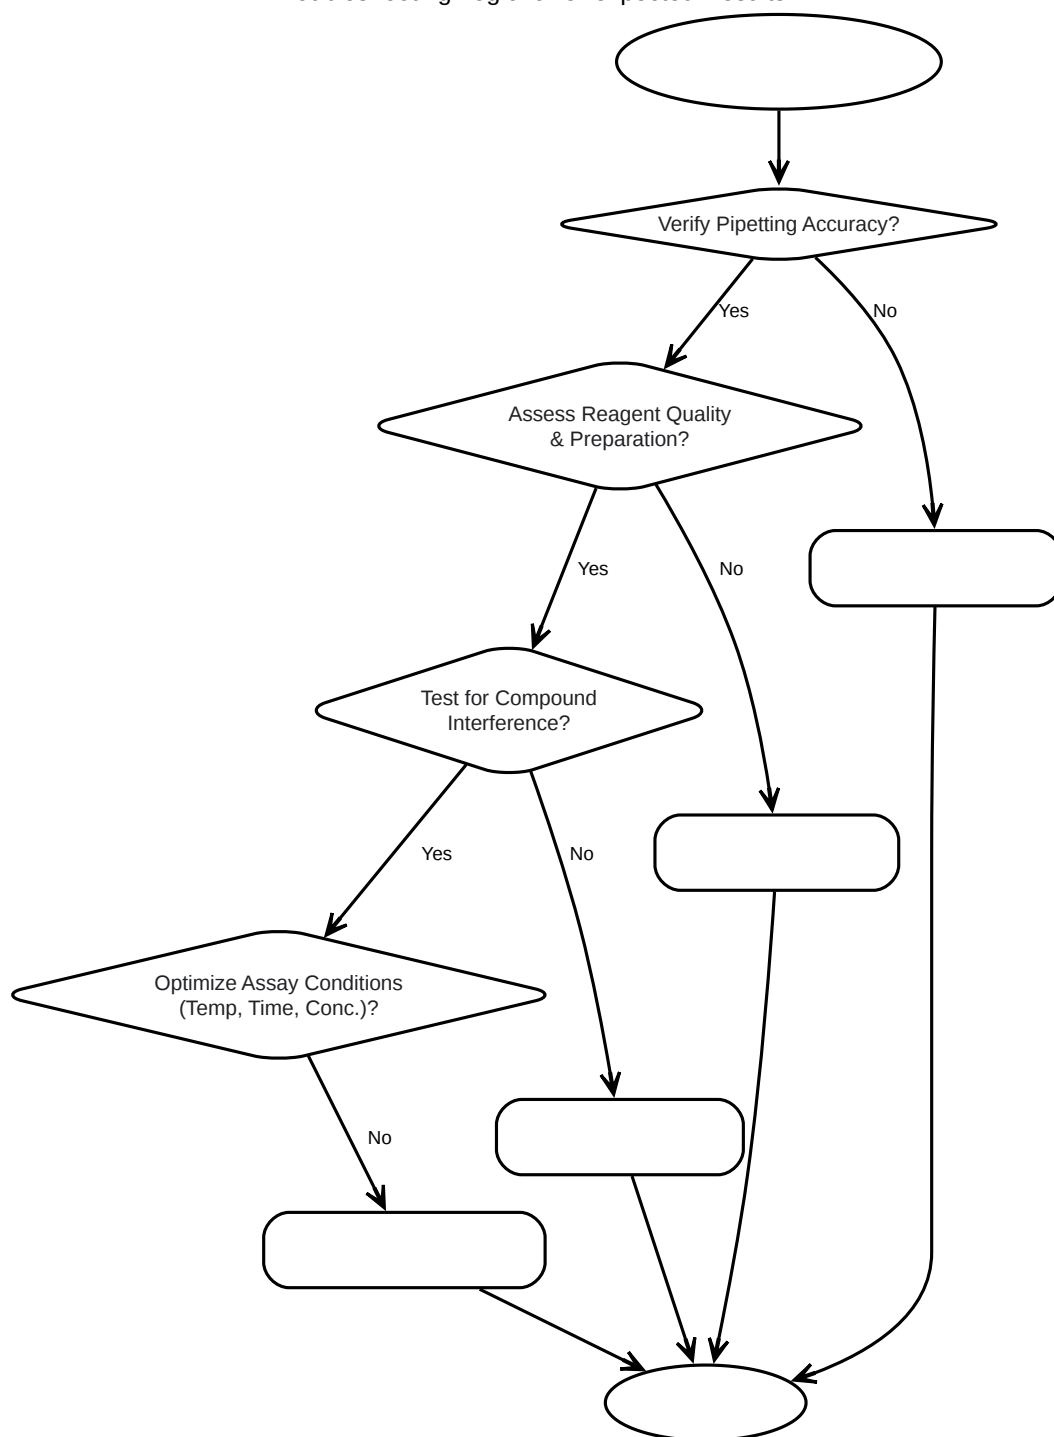 Verify Pipetting Accuracy?
Yes
No
Assess Reagent Quality
& Preparation?
Yes
No
Test for Compound
Interference?
Yes
No
Optimize Assay Conditions
(Temp, Time, Conc.)?
No